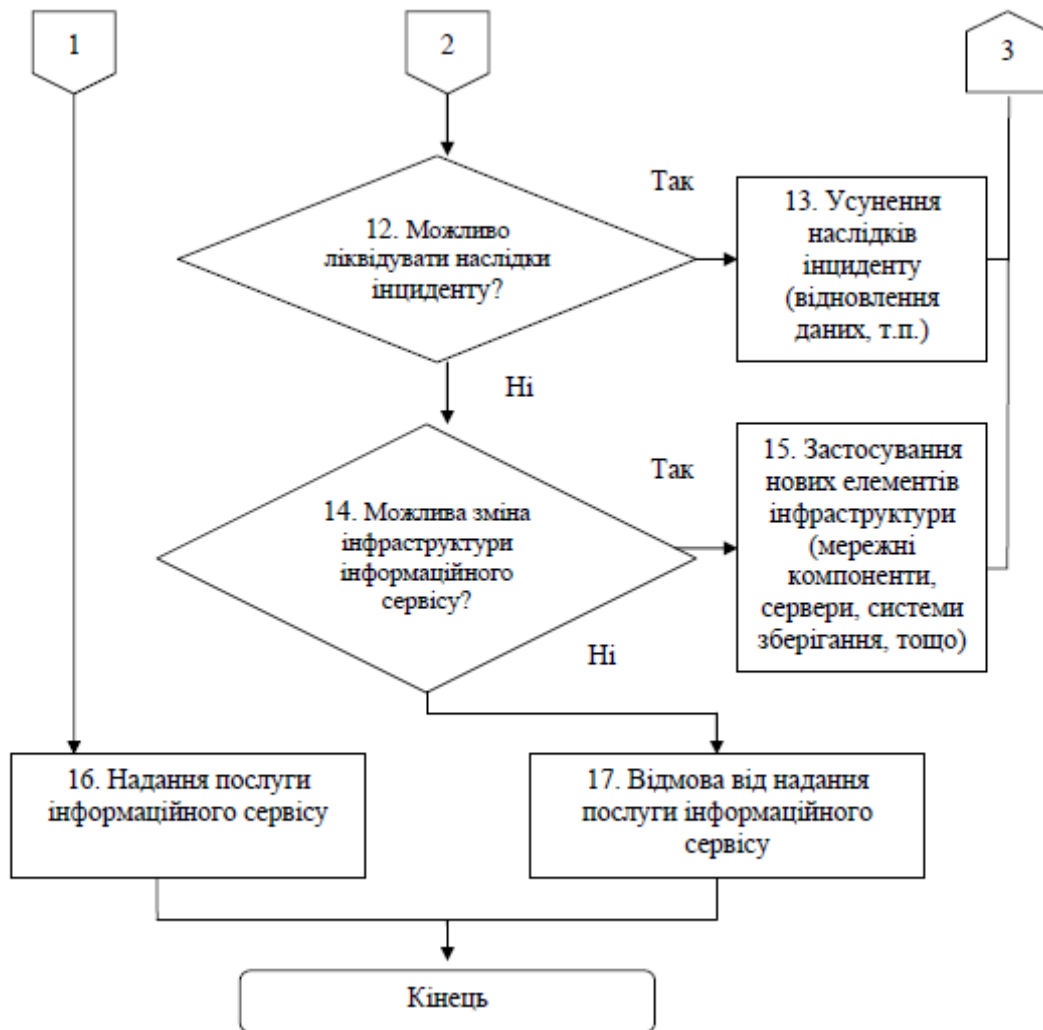 1
2
3
Так
12. Можливо
ліквідувати наслідки
інциденту?
13. Усунення
наслідків
інциденту
(відновлення
даних, т.п.)
Ні
Так
14. Можлива зміна
інфраструктури
інформаційного
сервісу?
15. Застосування
нових елементів
інфраструктури
(мережні
компоненти,
сервери, системи
зберігання, тощо)
Ні
16. Надання послуги
інформаційного сервісу
17. Відмова від надання
послуги інформаційного
сервісу
Кінець